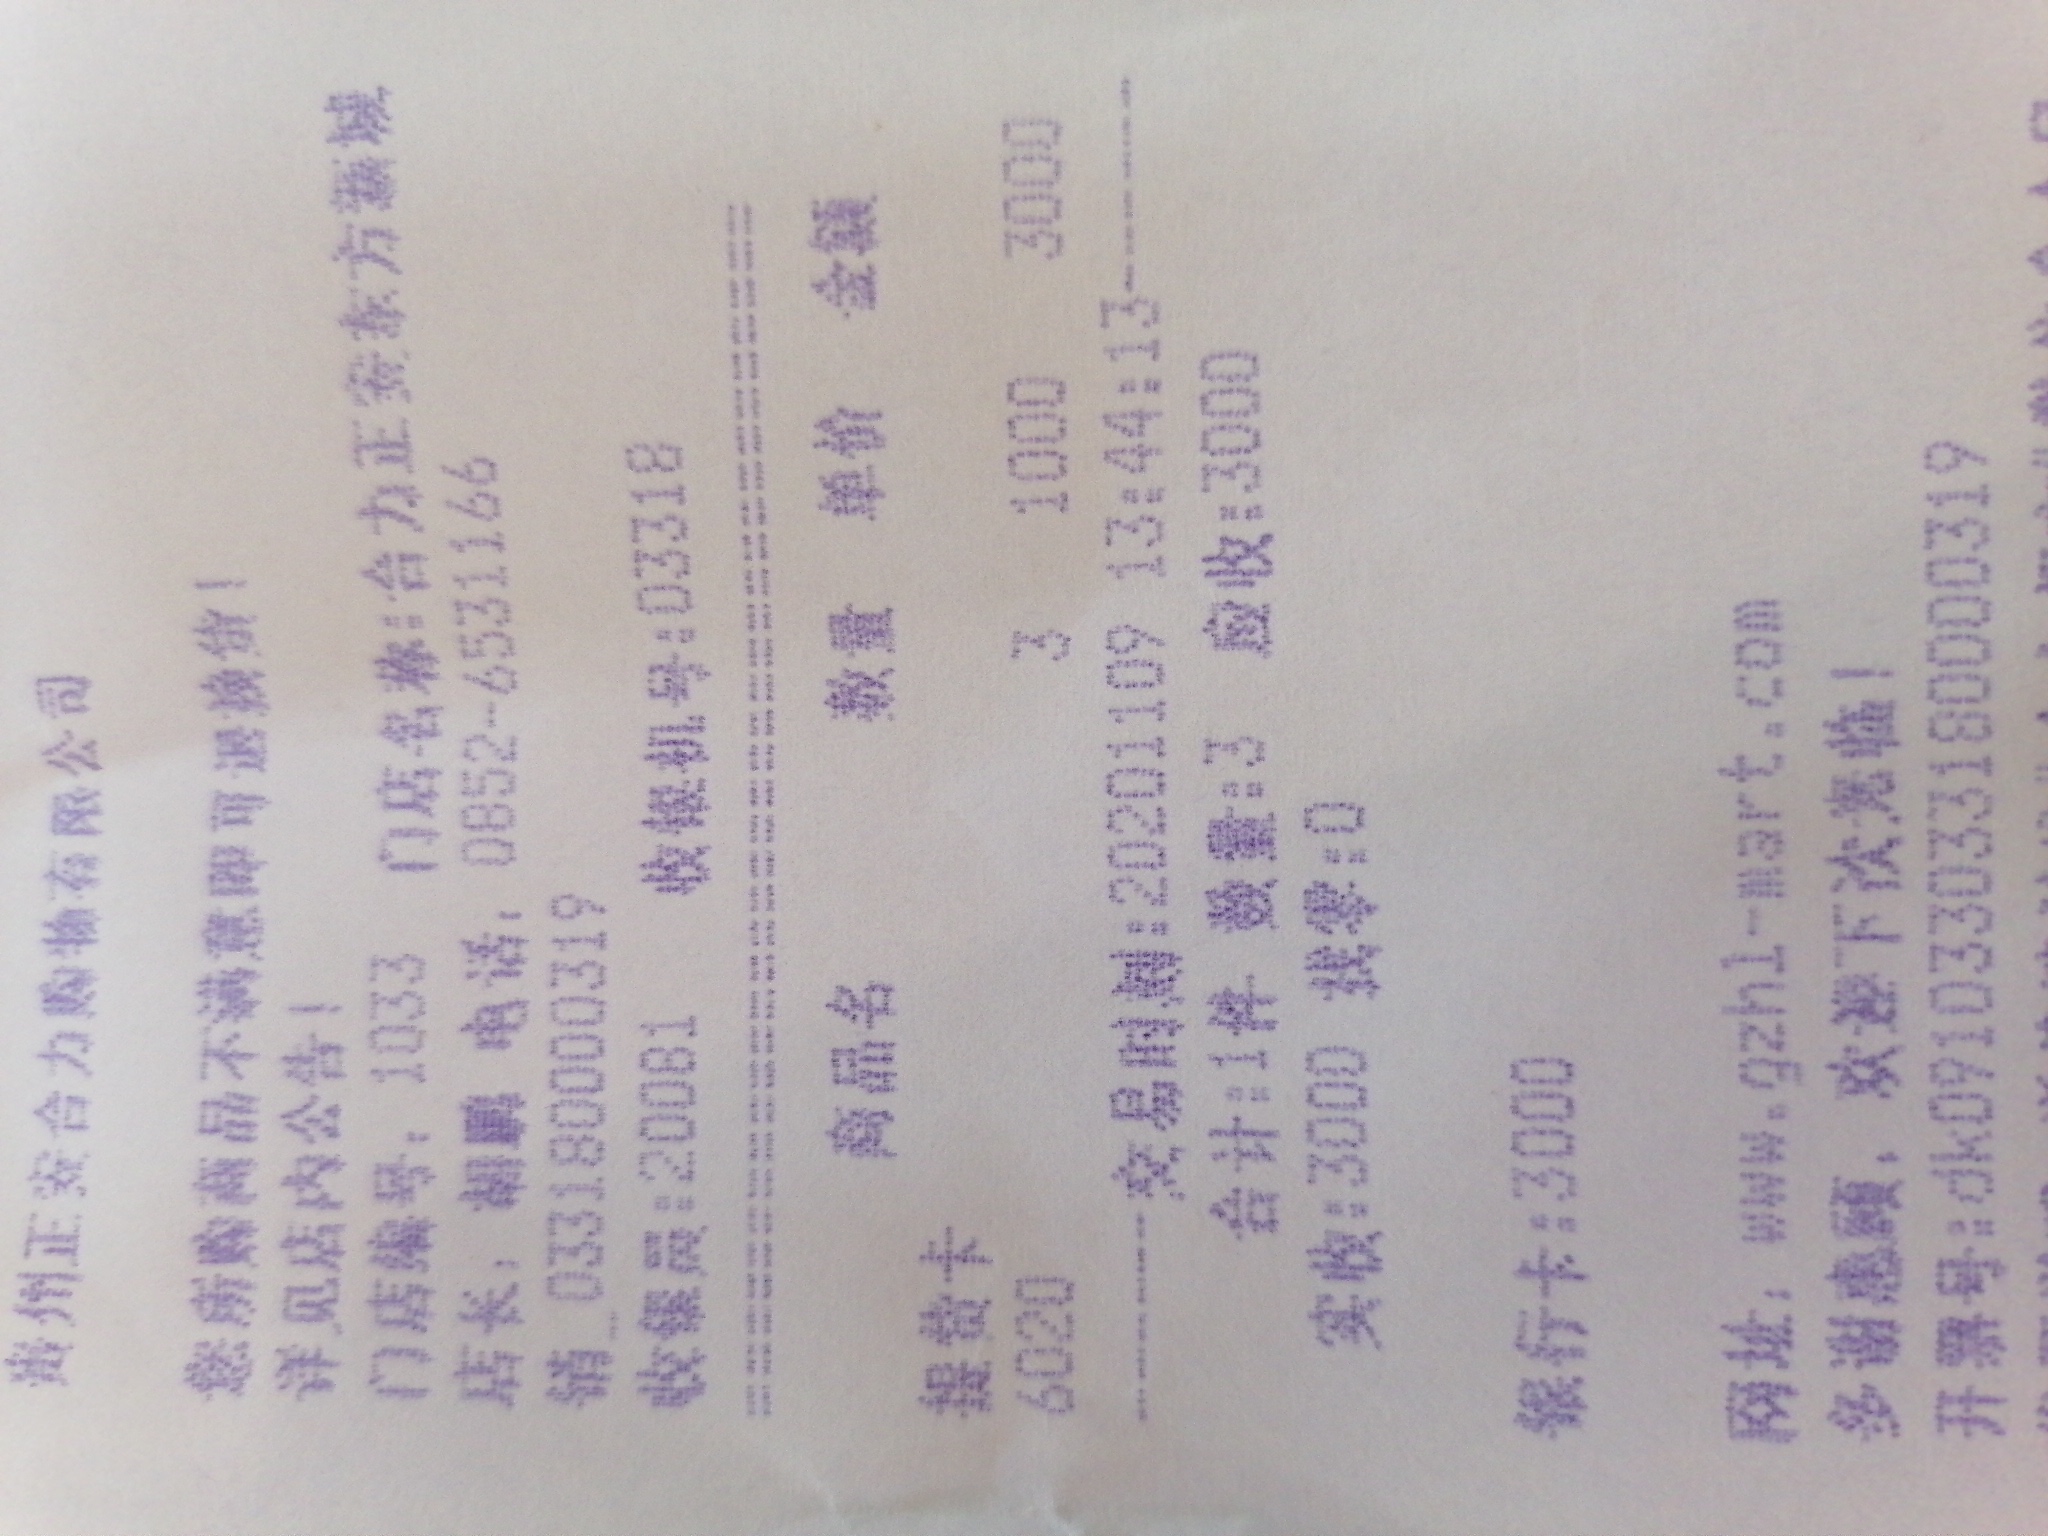 贵州正安合力购物有限公司
您所购商品不满意即可退换货!
详见店内公告!
门店编号: 1033 门店名称:合力正安东方新城
店长: 胡鹏 电话: 0852-6531166
销_0331800000319
收银员:20081 收银机号:03318
商品名 数量 单价 金额
提货卡
6020 3 1000 3000
------交易时刻:20201109 13:44:13------
合计:1件 数量:3 应收:3000
实收:3000 找零:0
银行卡:3000
网址: www.gzhl-mart.com
多谢惠顾, 欢迎下次光临!
开票号:dk09103303318000319